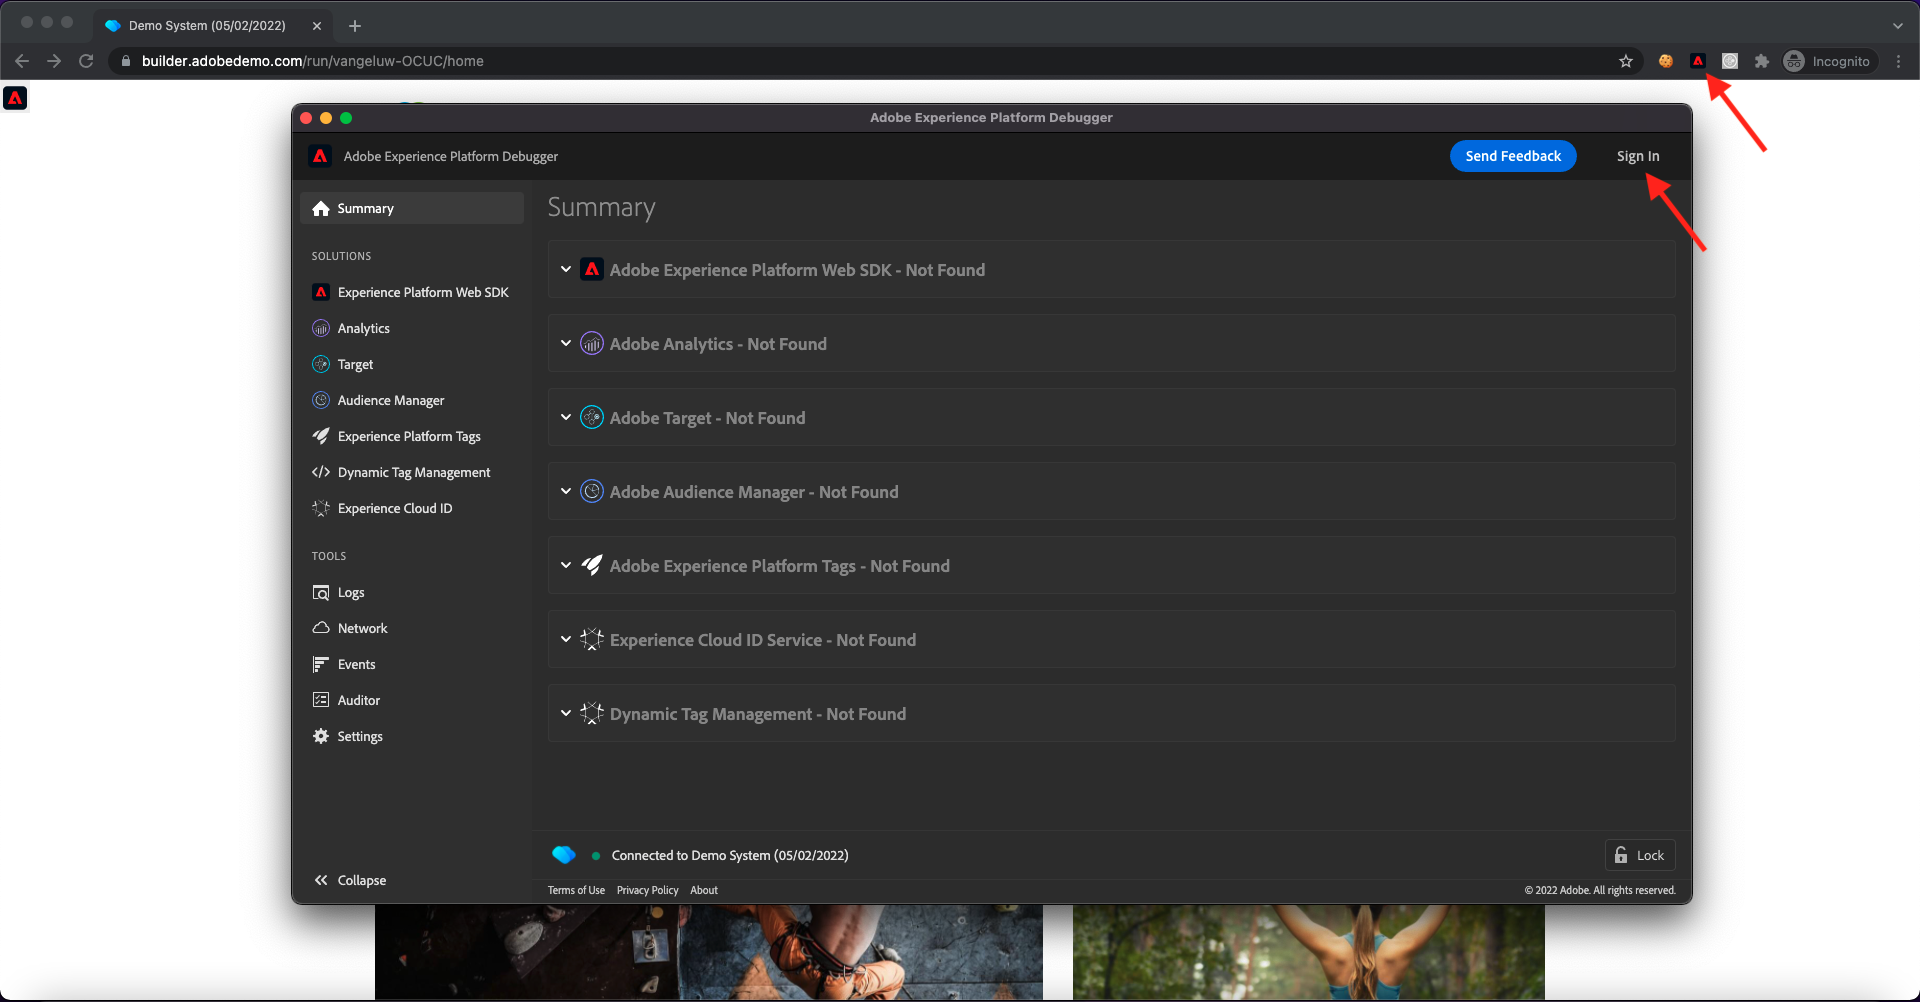 Demo System (05/02/2022)
builder.adobedemo.com/run/vangeluw-OCUC/home
Incognito
Adobe Experience Platform Debugger
Adobe Experience Platform Debugger
Send Feedback
Sign In
Summary
SOLUTIONS
Experience Platform Web SDK
Analytics
Target
Audience Manager
Experience Platform Tags
Dynamic Tag Management
Experience Cloud ID
TOOLS
Logs
Network
Events
Auditor
Settings
Collapse
Summary
Adobe Experience Platform Web SDK - Not Found
Adobe Analytics - Not Found
Adobe Target - Not Found
Adobe Audience Manager - Not Found
Adobe Experience Platform Tags - Not Found
Experience Cloud ID Service - Not Found
Dynamic Tag Management - Not Found
Connected to Demo System (05/02/2022)
Lock
Terms of Use Privacy Policy About
© 2022 Adobe. All rights reserved.